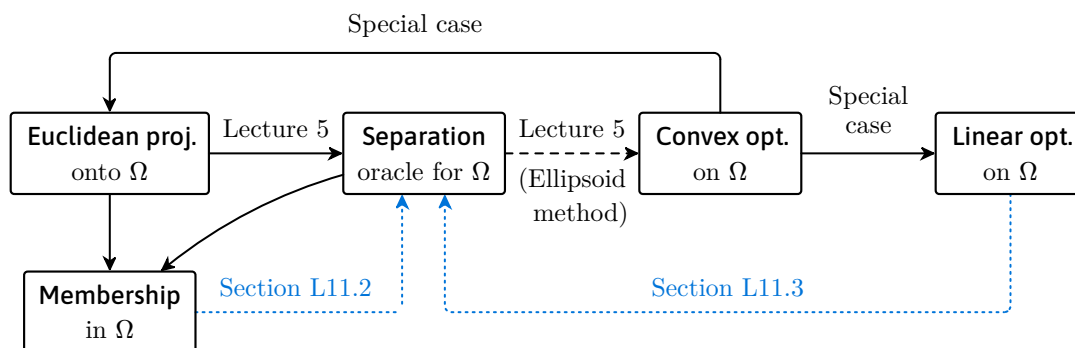 Special case
Euclidean proj.
onto Ω
Lecture 5
Separation
oracle for Ω
Lecture 5
(Ellipsoid
method)
Convex opt.
on Ω
Special
case
Linear opt.
on Ω
Membership
in Ω
Section L11.2
Section L11.3